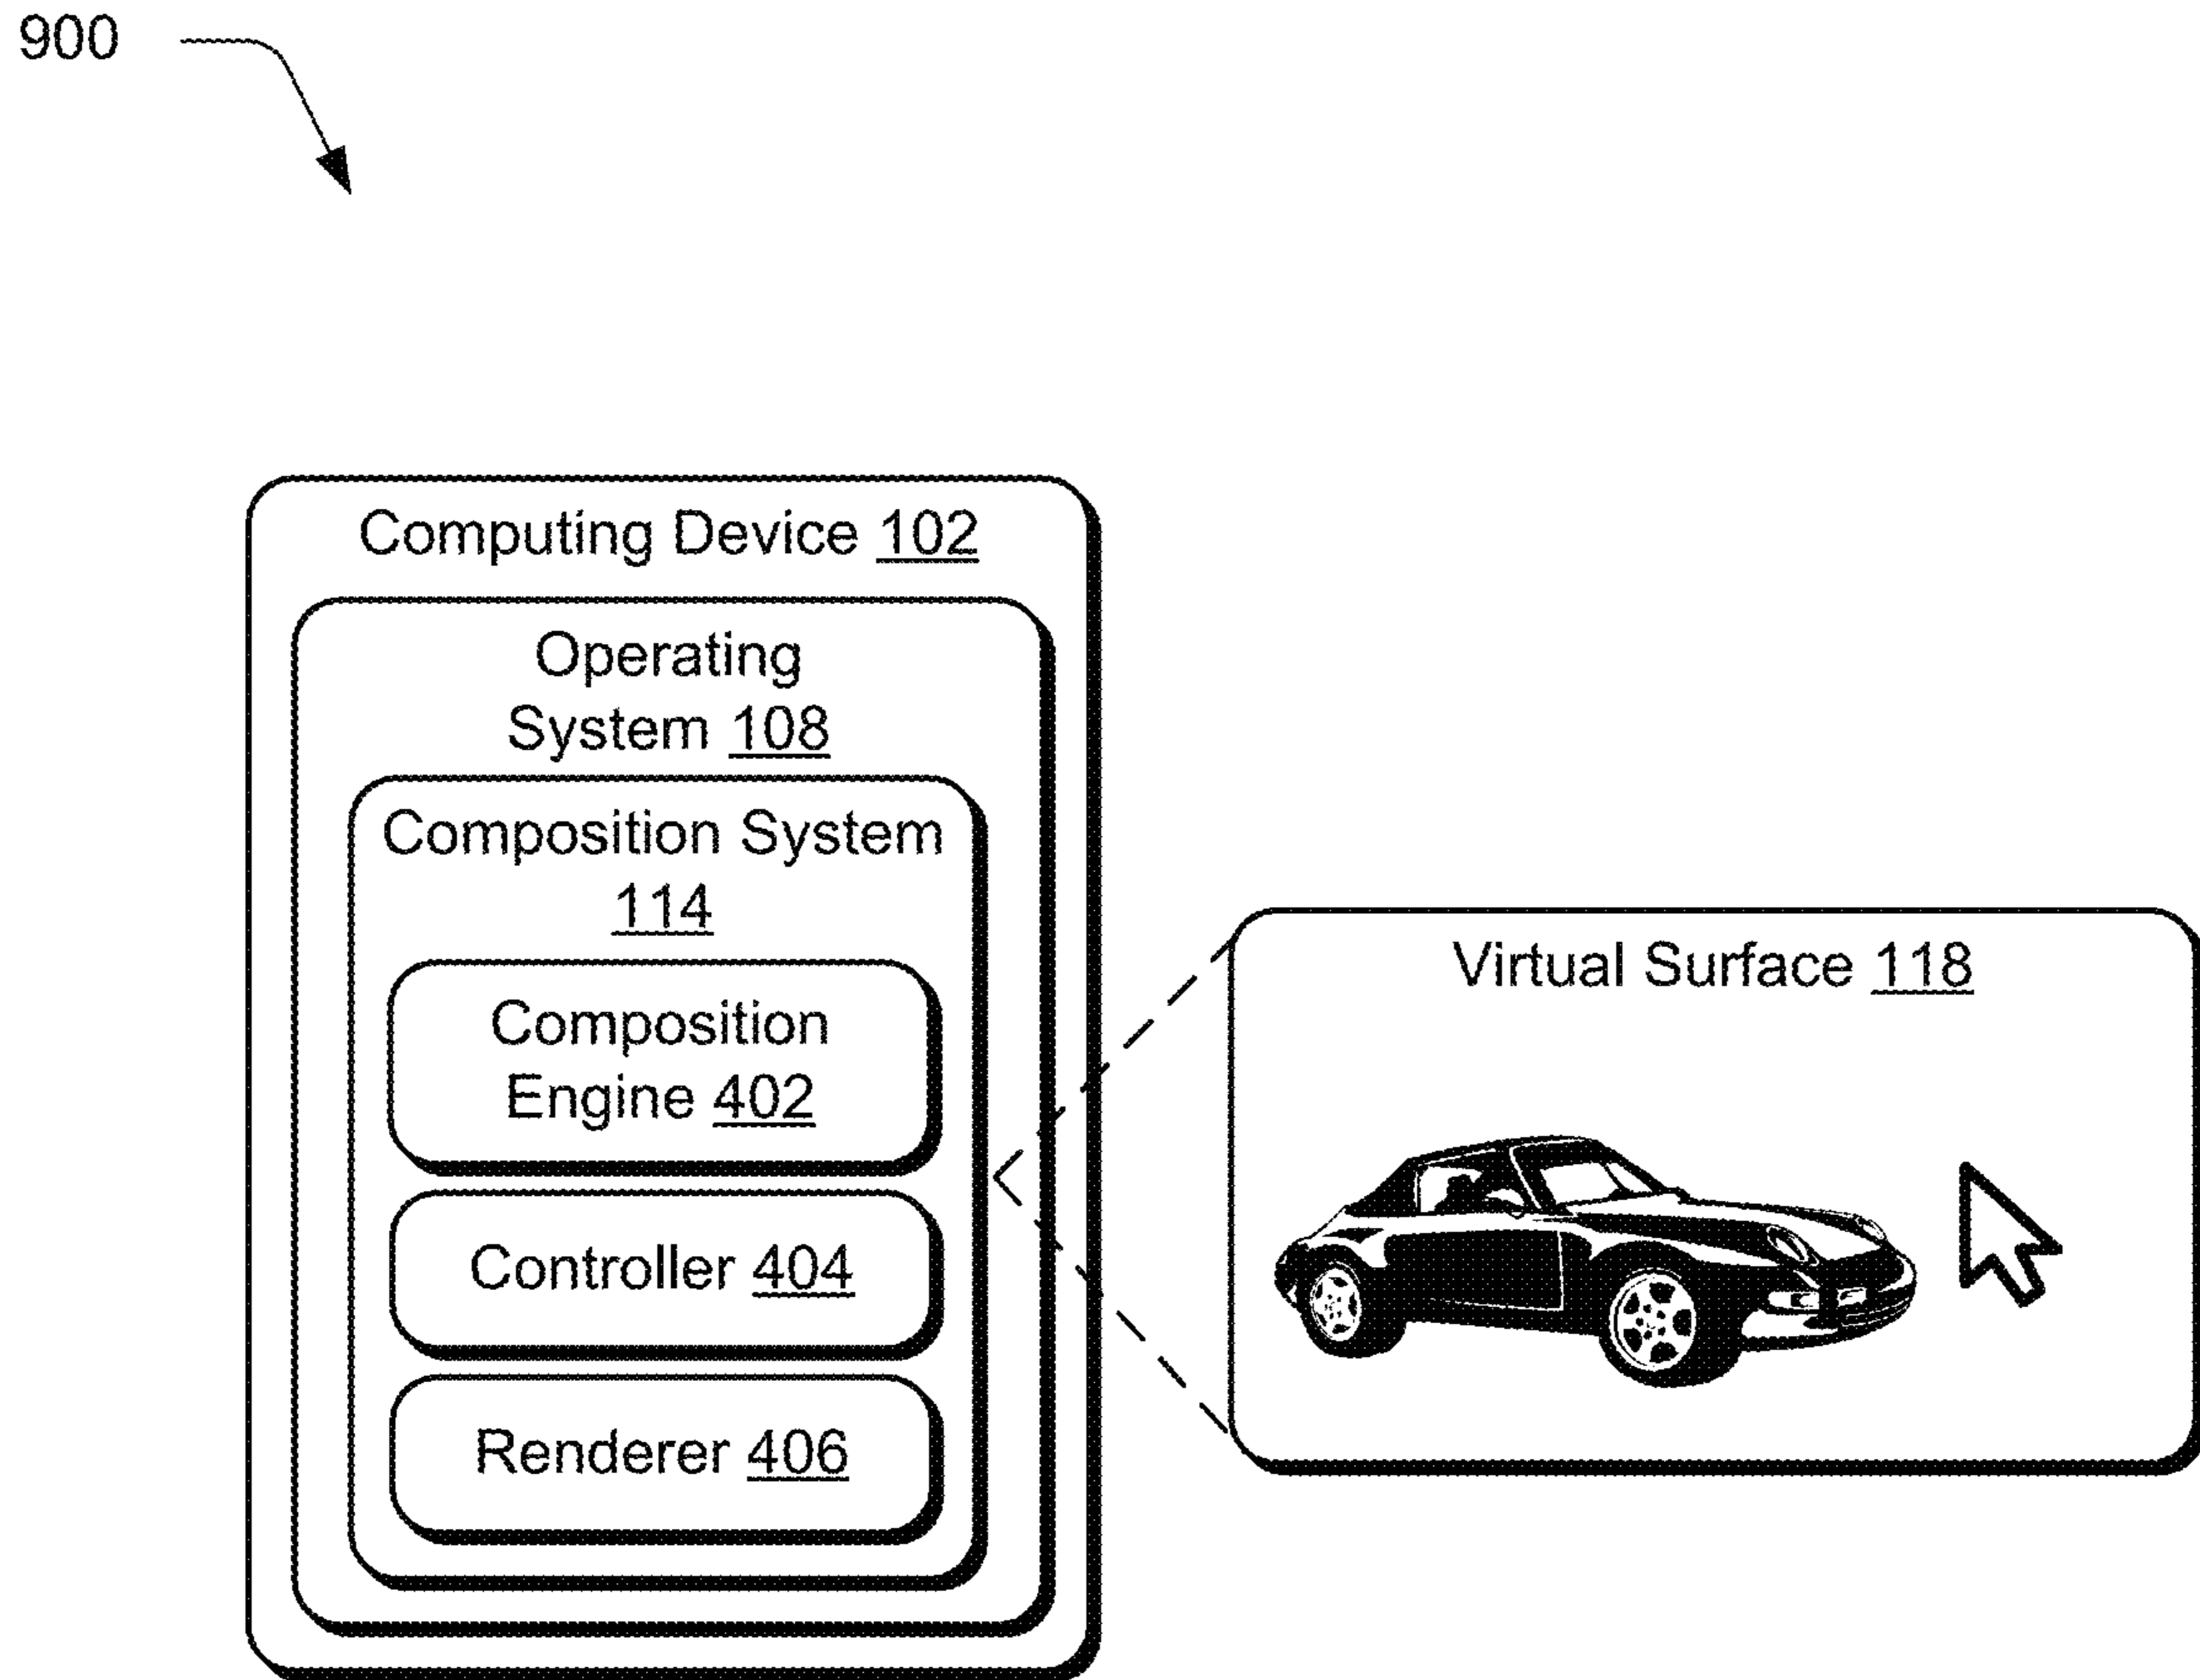 900
Computing Device 102
Operating
System 108
Composition System
114
Composition
Engine 402
Controller 404
Renderer 406
Virtual Surface 118